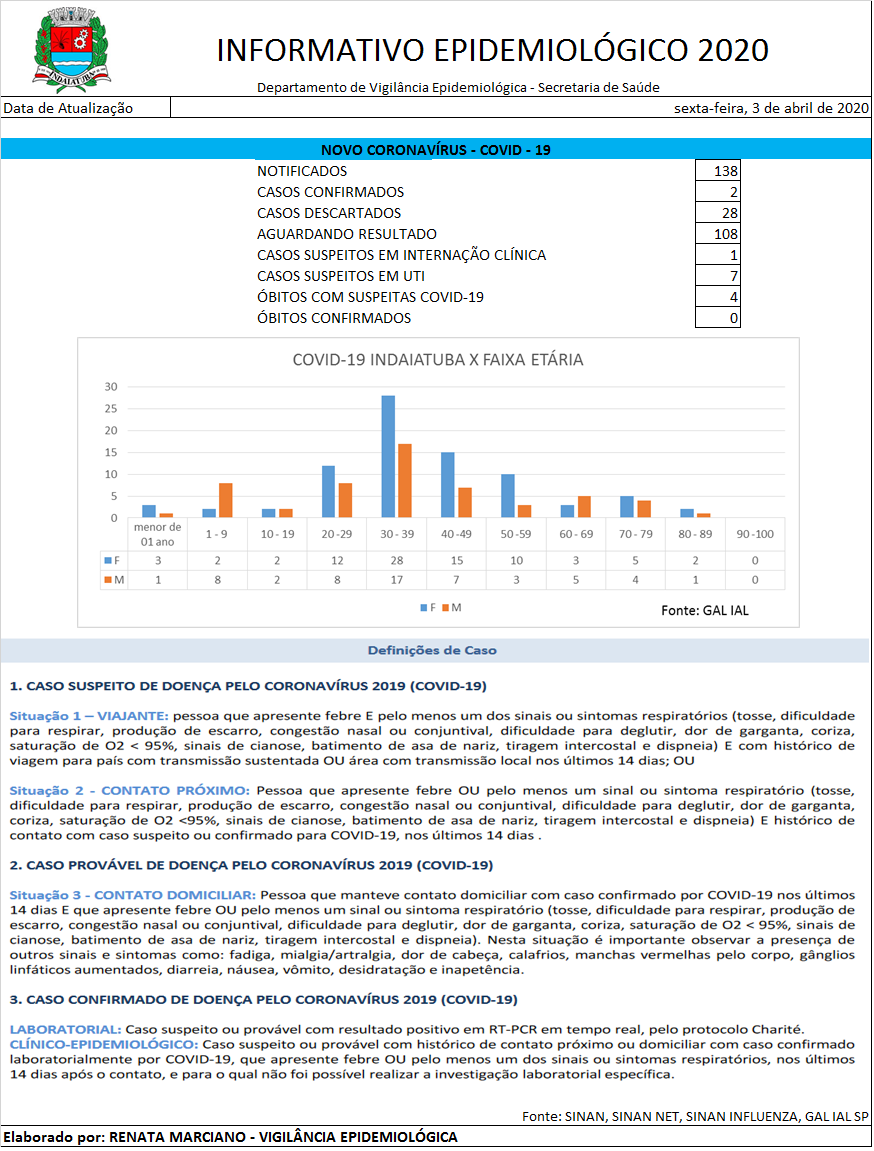 INDAIATUBA
INFORMATIVO EPIDEMIOLÓGICO 2020
Departamento de Vigilância Epidemiológica - Secretaria de Saúde
Data de Atualização sexta-feira, 3 de abril de 2020
NOVO CORONAVÍRUS - COVID - 19
NOTIFICADOS 138
CASOS CONFIRMADOS 2
CASOS DESCARTADOS 28
AGUARDANDO RESULTADO 108
CASOS SUSPEITOS EM INTERNAÇÃO CLÍNICA 1
CASOS SUSPEITOS EM UTI 7
ÓBITOS COM SUSPEITAS COVID-19 4
ÓBITOS CONFIRMADOS 0
COVID-19 INDAIATUBA X FAIXA ETÁRIA
30
25
20
15
10
5
0
menor de 01 ano 1 - 9 10 - 19 20 -29 30 - 39 40 -49 50 -59 60 - 69 70 - 79 80 - 89 90 -100
F 3 2 2 12 28 15 10 3 5 2 0
M 1 8 2 8 17 7 3 5 4 1 0
F M
Fonte: GAL IAL
Definições de Caso
1. CASO SUSPEITO DE DOENÇA PELO CORONAVÍRUS 2019 (COVID-19)
Situação 1 – VIAJANTE: pessoa que apresente febre E pelo menos um dos sinais ou sintomas respiratórios (tosse, dificuldade
para respirar, produção de escarro, congestão nasal ou conjuntival, dificuldade para deglutir, dor de garganta, coriza,
saturação de O2 < 95%, sinais de cianose, batimento de asa de nariz, tiragem intercostal e dispneia) E com histórico de
viagem para país com transmissão sustentada OU área com transmissão local nos últimos 14 dias; OU
Situação 2 - CONTATO PRÓXIMO: Pessoa que apresente febre OU pelo menos um sinal ou sintoma respiratório (tosse,
dificuldade para respirar, produção de escarro, congestão nasal ou conjuntival, dificuldade para deglutir, dor de garganta,
coriza, saturação de O2 <95%, sinais de cianose, batimento de asa de nariz, tiragem intercostal e dispneia) E histórico de
contato com caso suspeito ou confirmado para COVID-19, nos últimos 14 dias .
2. CASO PROVÁVEL DE DOENÇA PELO CORONAVÍRUS 2019 (COVID-19)
Situação 3 - CONTATO DOMICILIAR: Pessoa que manteve contato domiciliar com caso confirmado por COVID-19 nos últimos
14 dias E que apresente febre OU pelo menos um sinal ou sintoma respiratório (tosse, dificuldade para respirar, produção de
escarro, congestão nasal ou conjuntival, dificuldade para deglutir, dor de garganta, coriza, saturação de O2 < 95%, sinais de
cianose, batimento de asa de nariz, tiragem intercostal e dispneia). Nesta situação é importante observar a presença de
outros sinais e sintomas como: fadiga, mialgia/artralgia, dor de cabeça, calafrios, manchas vermelhas pelo corpo, gânglios
linfáticos aumentados, diarreia, náusea, vômito, desidratação e inapetência.
3. CASO CONFIRMADO DE DOENÇA PELO CORONAVÍRUS 2019 (COVID-19)
LABORATORIAL: Caso suspeito ou provável com resultado positivo em RT-PCR em tempo real, pelo protocolo Charité.
CLÍNICO-EPIDEMIOLÓGICO: Caso suspeito ou provável com histórico de contato próximo ou domiciliar com caso confirmado
laboratorialmente por COVID-19, que apresente febre OU pelo menos um dos sinais ou sintomas respiratórios, nos últimos
14 dias após o contato, e para o qual não foi possível realizar a investigação laboratorial específica.
Fonte: SINAN, SINAN NET, SINAN INFLUENZA, GAL IAL SP
Elaborado por: RENATA MARCIANO - VIGILÂNCIA EPIDEMIOLÓGICA